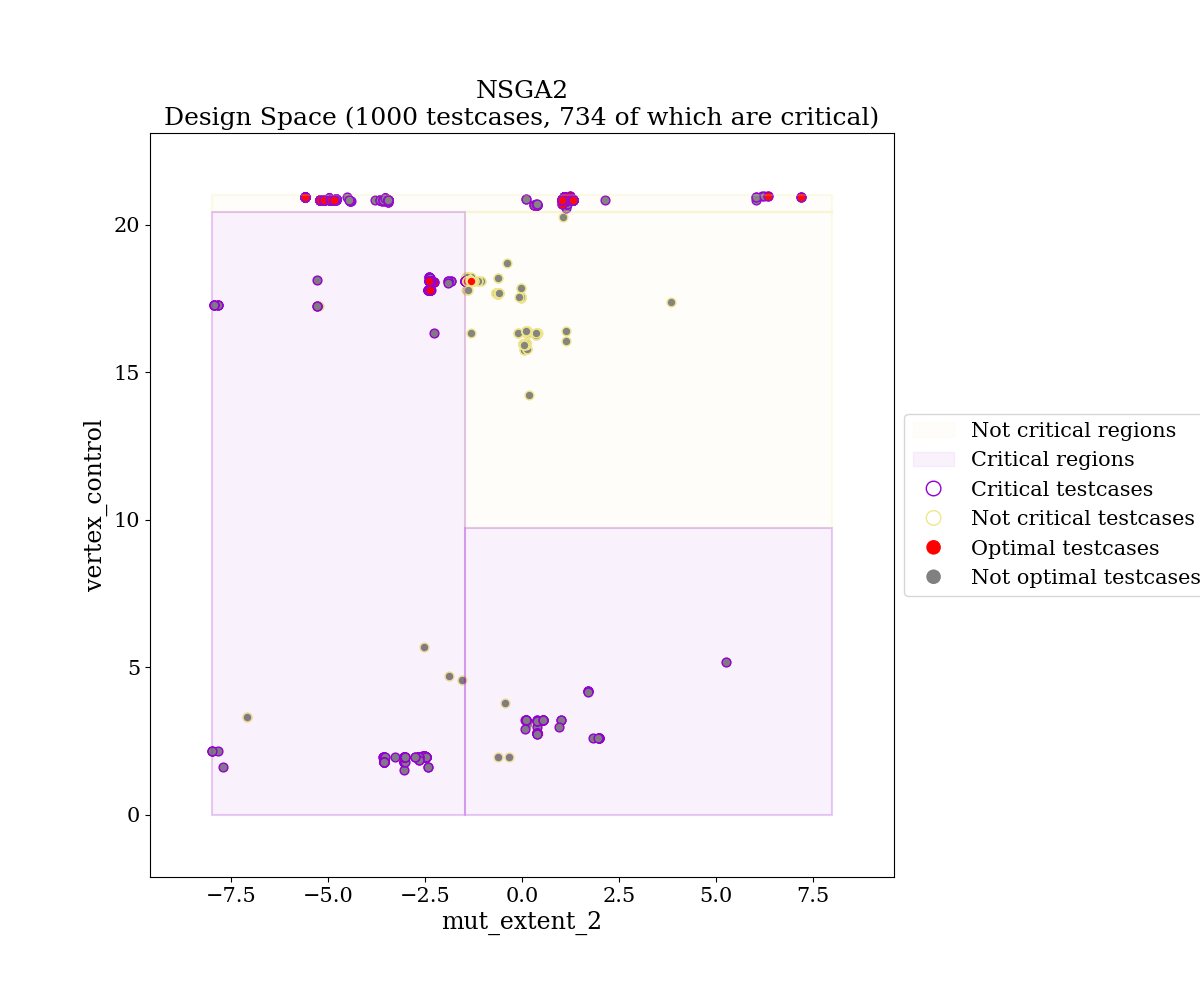 NSGA2
Design Space (1000 testcases, 734 of which are critical)
20
15
10
5
0
vertex_control
−7.5
−5.0
−2.5
0.0
2.5
5.0
7.5
mut_extent_2
Not critical regions
Critical regions
Critical testcases
Not critical testcases
Optimal testcases
Not optimal testcases